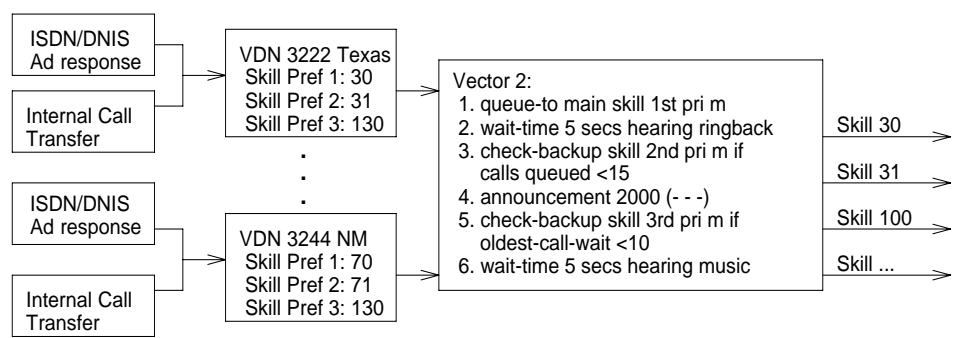 ISDN/DNIS
Ad response
Internal Call
Transfer
VDN 3222 Texas
Skill Pref 1: 30
Skill Pref 2: 31
Skill Pref 3: 130
.
.
.
ISDN/DNIS
Ad response
Internal Call
Transfer
VDN 3244 NM
Skill Pref 1: 70
Skill Pref 2: 71
Skill Pref 3: 130
Vector 2:
1. queue-to main skill 1st pri m
2. wait-time 5 secs hearing ringback
3. check-backup skill 2nd pri m if
calls queued <15
4. announcement 2000 (- - -)
5. check-backup skill 3rd pri m if
oldest-call-wait <10
6. wait-time 5 secs hearing music
Skill 30
Skill 31
Skill 100
Skill ...